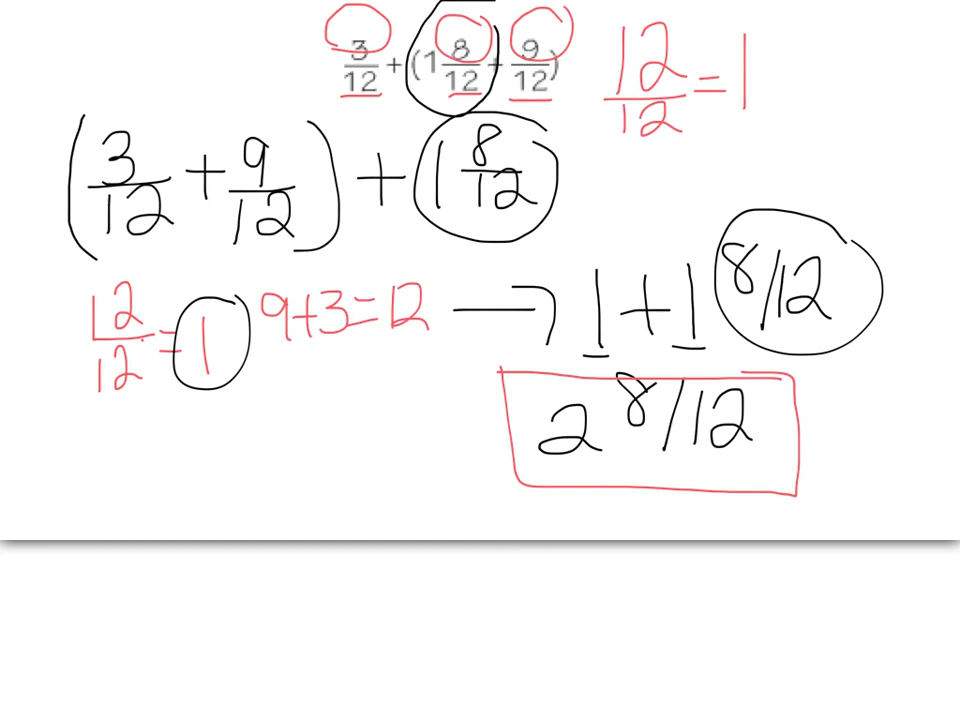 3/12 + (1 8/12 + 9/12)
12/12 = 1
(3/12 + 9/12) + 1 8/12
12/12 = 1 9+3=12 → 1 + 1 8/12
2 8/12